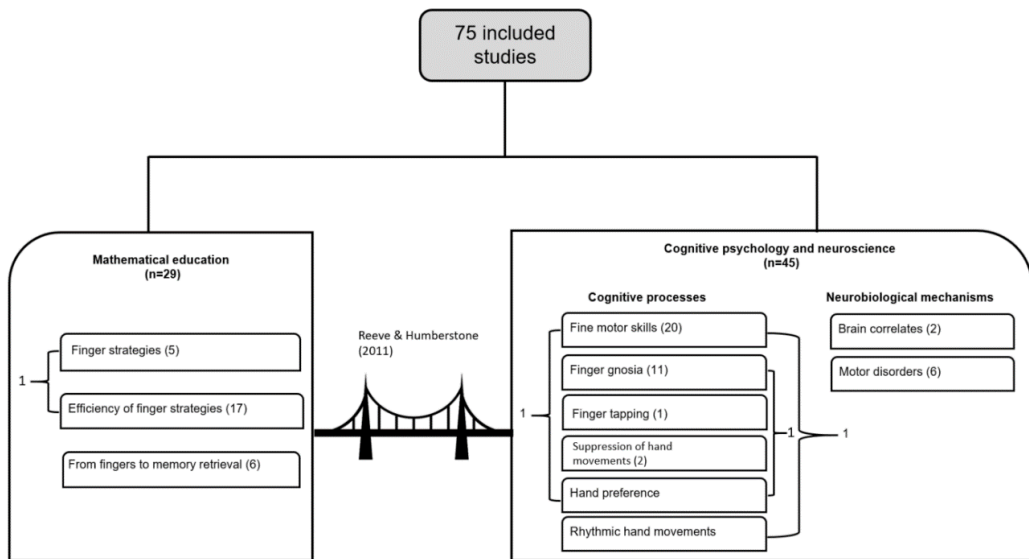 75 included
studies
Mathematical education
(n=29)
Finger strategies (5)
1
Efficiency of finger strategies (17)
From fingers to memory retrieval (6)
Reeve & Humberstone
(2011)
Cognitive psychology and neuroscience
(n=45)
Cognitive processes
Fine motor skills (20)
Finger gnosia (11)
Finger tapping (1)
Suppression of hand
movements (2)
Hand preference
Rhythmic hand movements
1
1
1
Neurobiological mechanisms
Brain correlates (2)
Motor disorders (6)